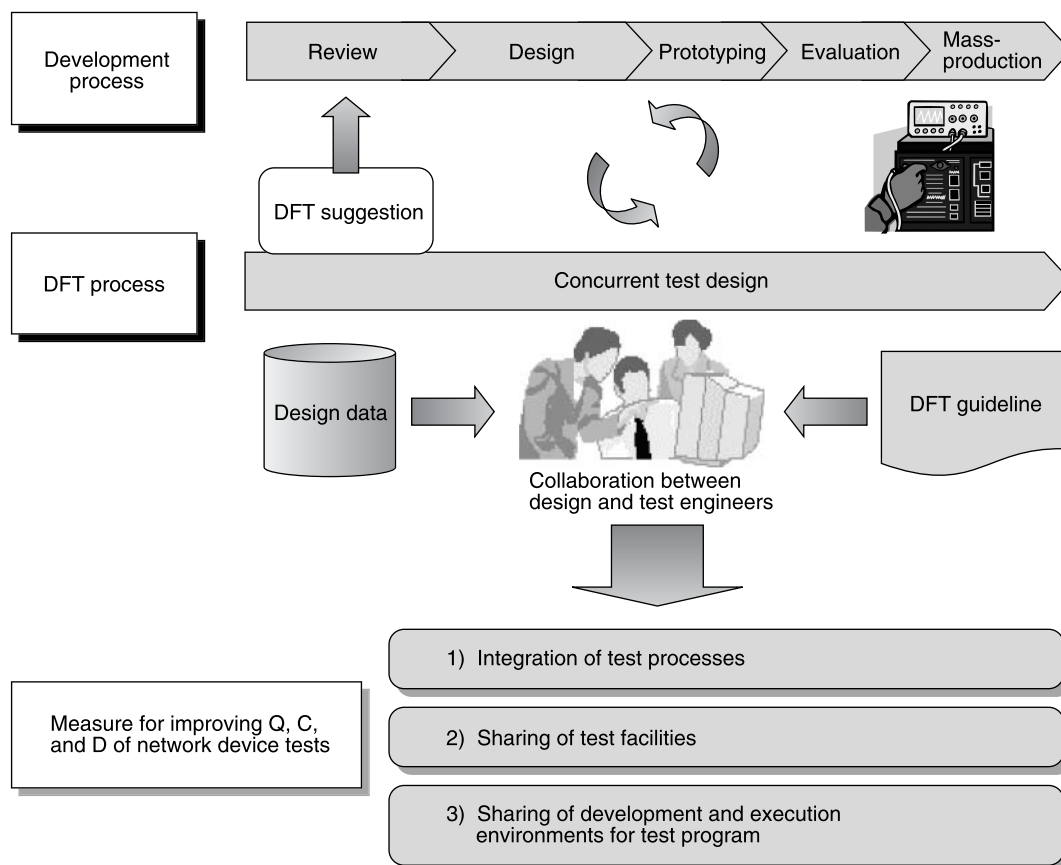 Development
process
Review
Design
Prototyping
Evaluation
Mass-
production
DFT suggestion
DFT process
Concurrent test design
Design data
DFT guideline
Collaboration between
design and test engineers
Measure for improving Q, C,
and D of network device tests
1) Integration of test processes
2) Sharing of test facilities
3) Sharing of development and execution
environments for test program